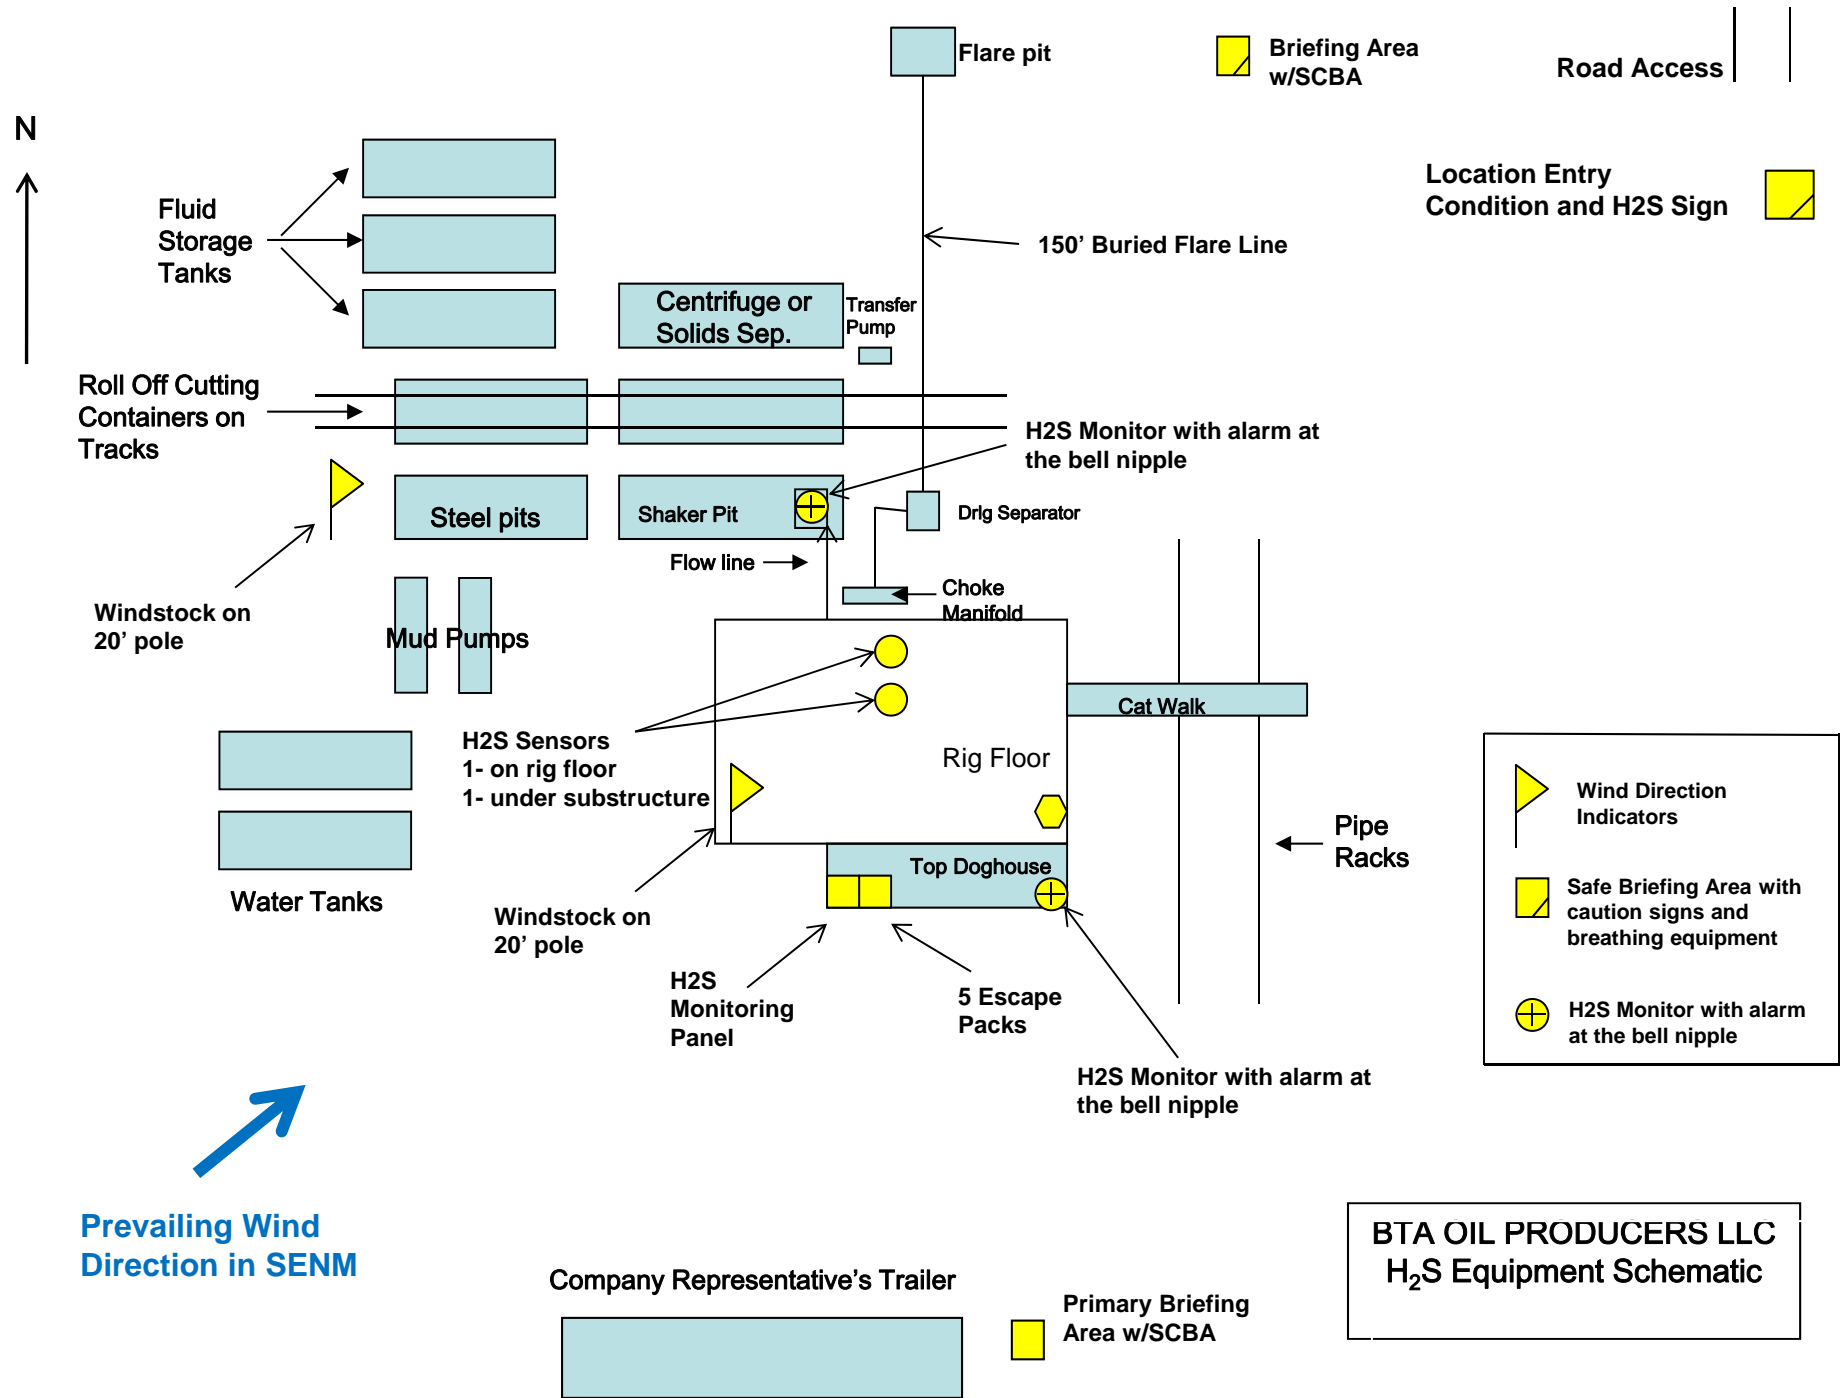 Flare pit
Briefing Area
w/SCBA
Road Access
N
Location Entry
Condition and H2S Sign
Fluid
Storage
Tanks
150’ Buried Flare Line
Centrifuge or
Solids Sep.
Transfer
Pump
Roll Off Cutting
Containers on
Tracks
H2S Monitor with alarm at
the bell nipple
Steel pits
Shaker Pit
Drlg Separator
Flow line
Choke
Manifold
Windstock on
20’ pole
Mud Pumps
Cat Walk
H2S Sensors
1- on rig floor
1- under substructure
Rig Floor
Wind Direction
Indicators
Pipe
Racks
Top Doghouse
Water Tanks
Safe Briefing Area with
caution signs and
breathing equipment
Windstock on
20’ pole
H2S
Monitoring
Panel
5 Escape
Packs
H2S Monitor with alarm
at the bell nipple
H2S Monitor with alarm at
the bell nipple
Prevailing Wind
Direction in SENM
BTA OIL PRODUCERS LLC
H₂S Equipment Schematic
Company Representative’s Trailer
Primary Briefing
Area w/SCBA